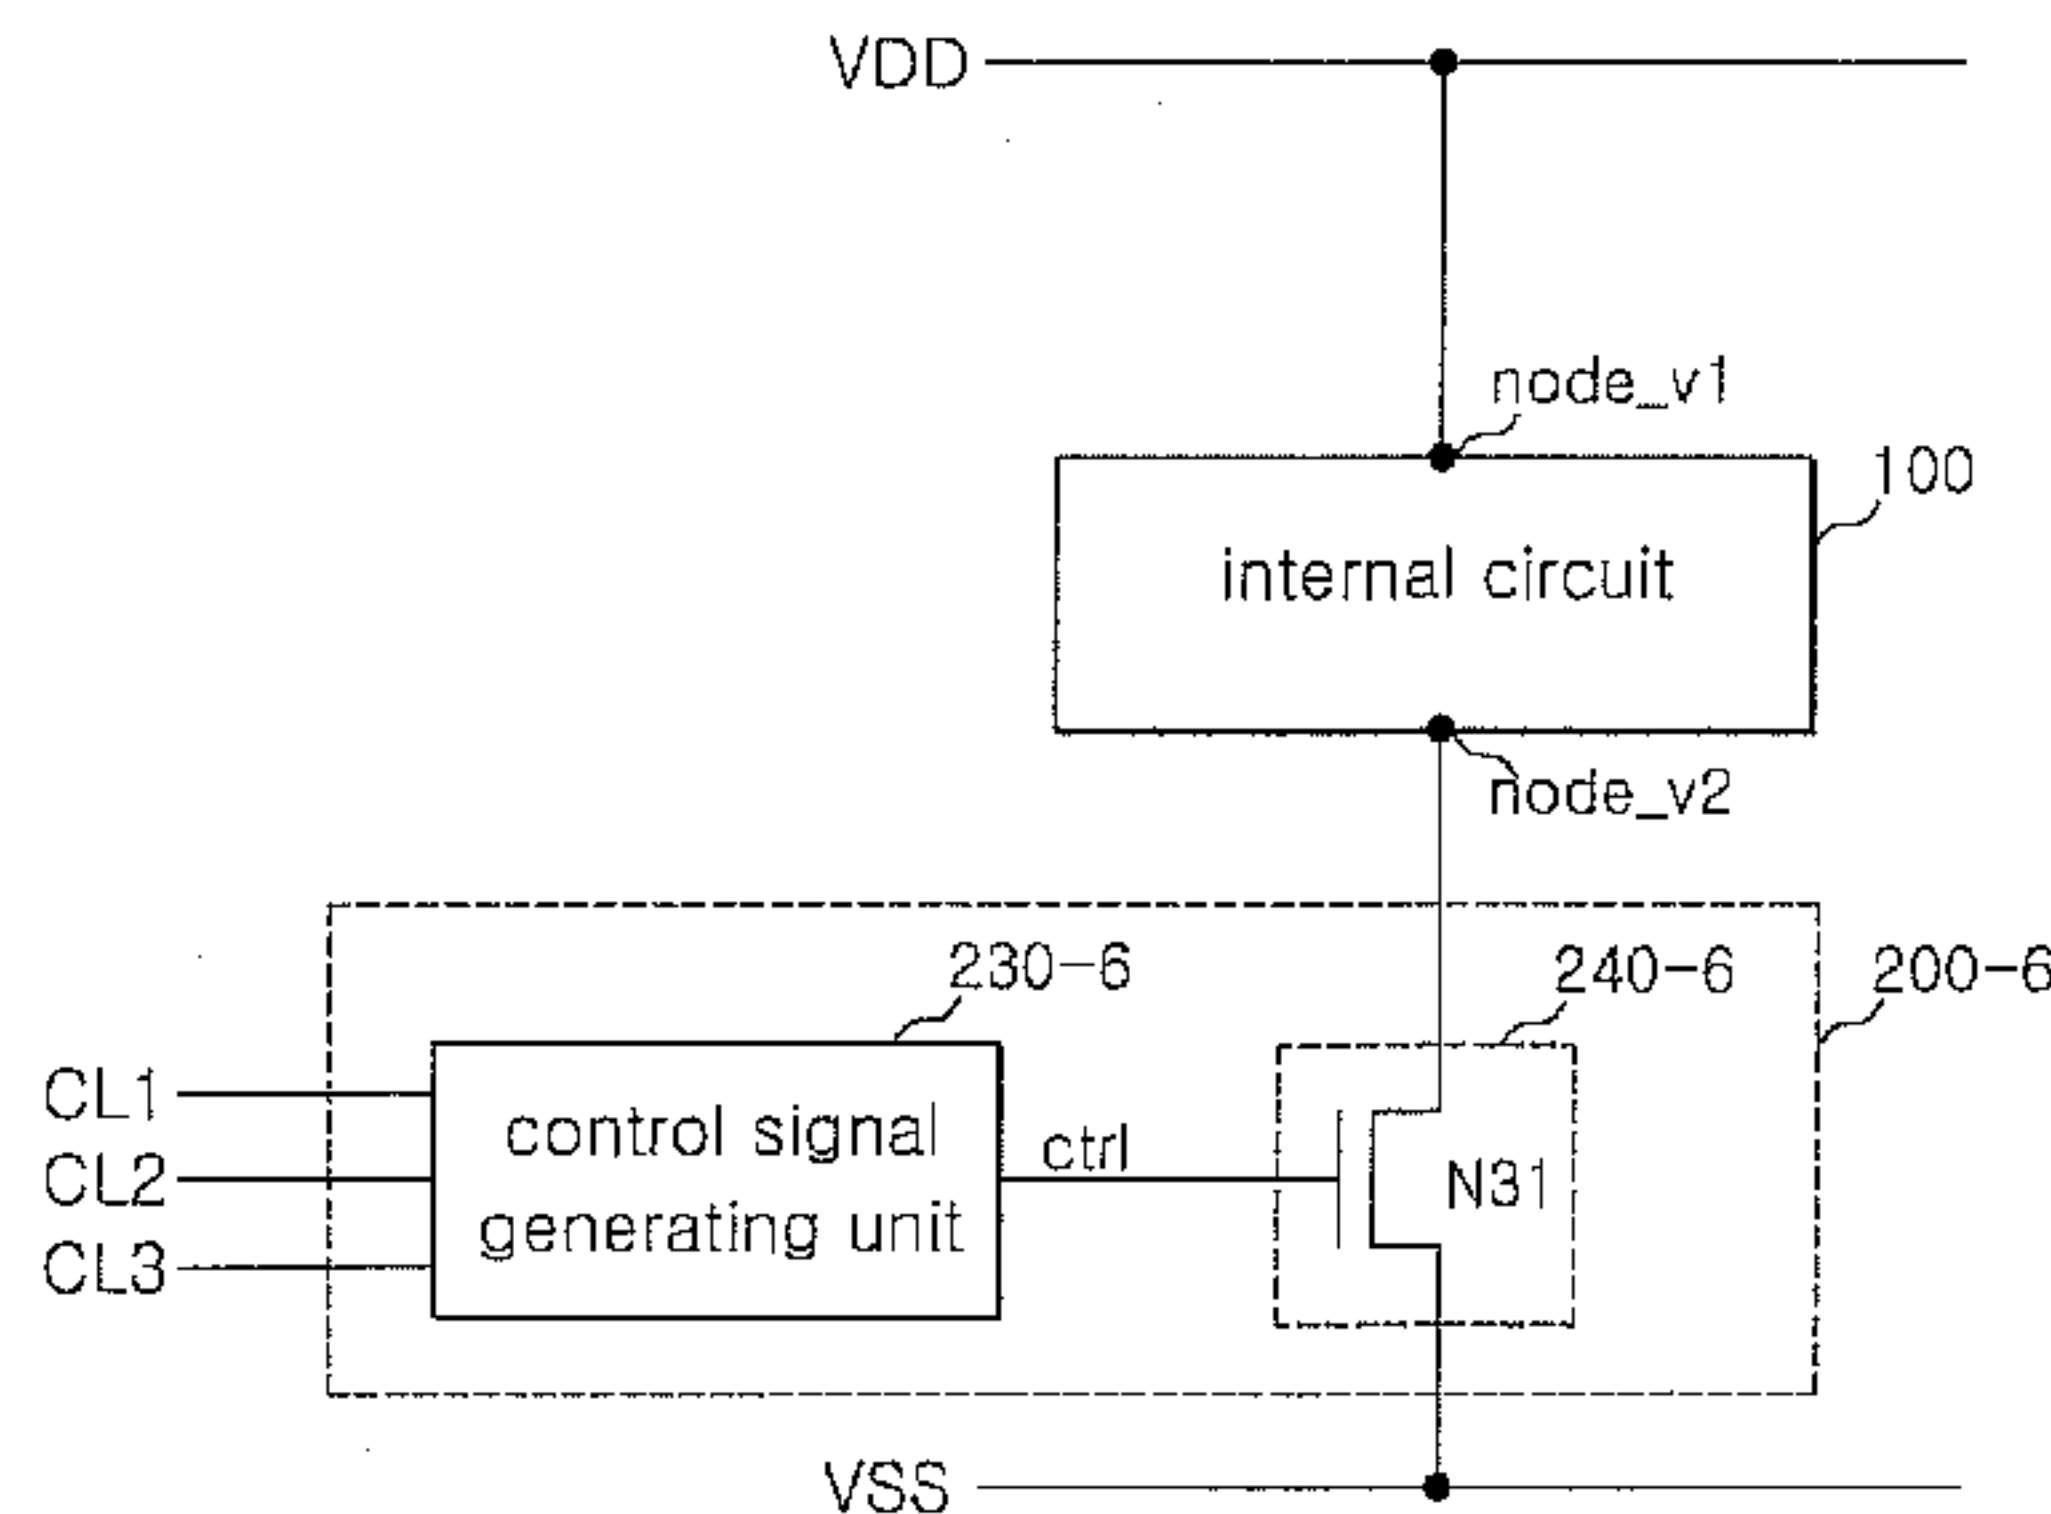 VDD
node_v1
100
internal circuit
node_v2
230-6
240-6
200-6
CL1
CL2
CL3
control signal
generating unit
ctrl
N31
VSS